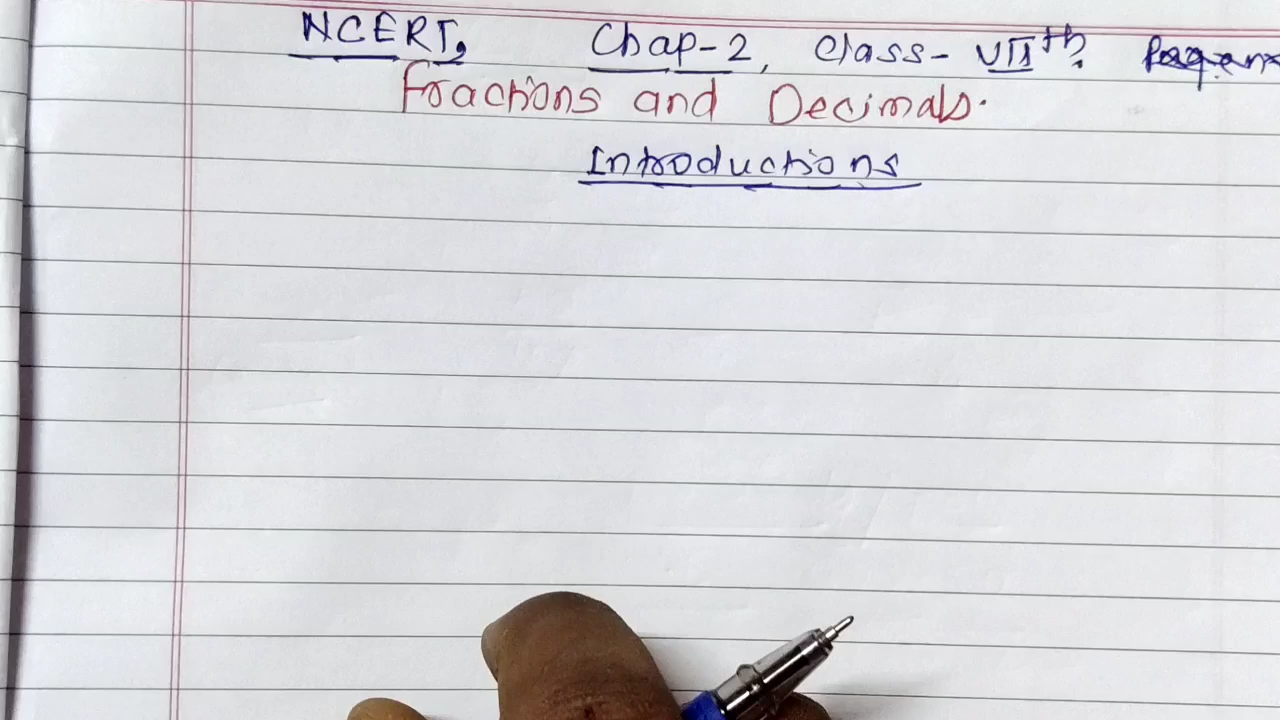 NCERT, Chap-2, Class- VIIth.
Fractions and Decimals.
Introductions